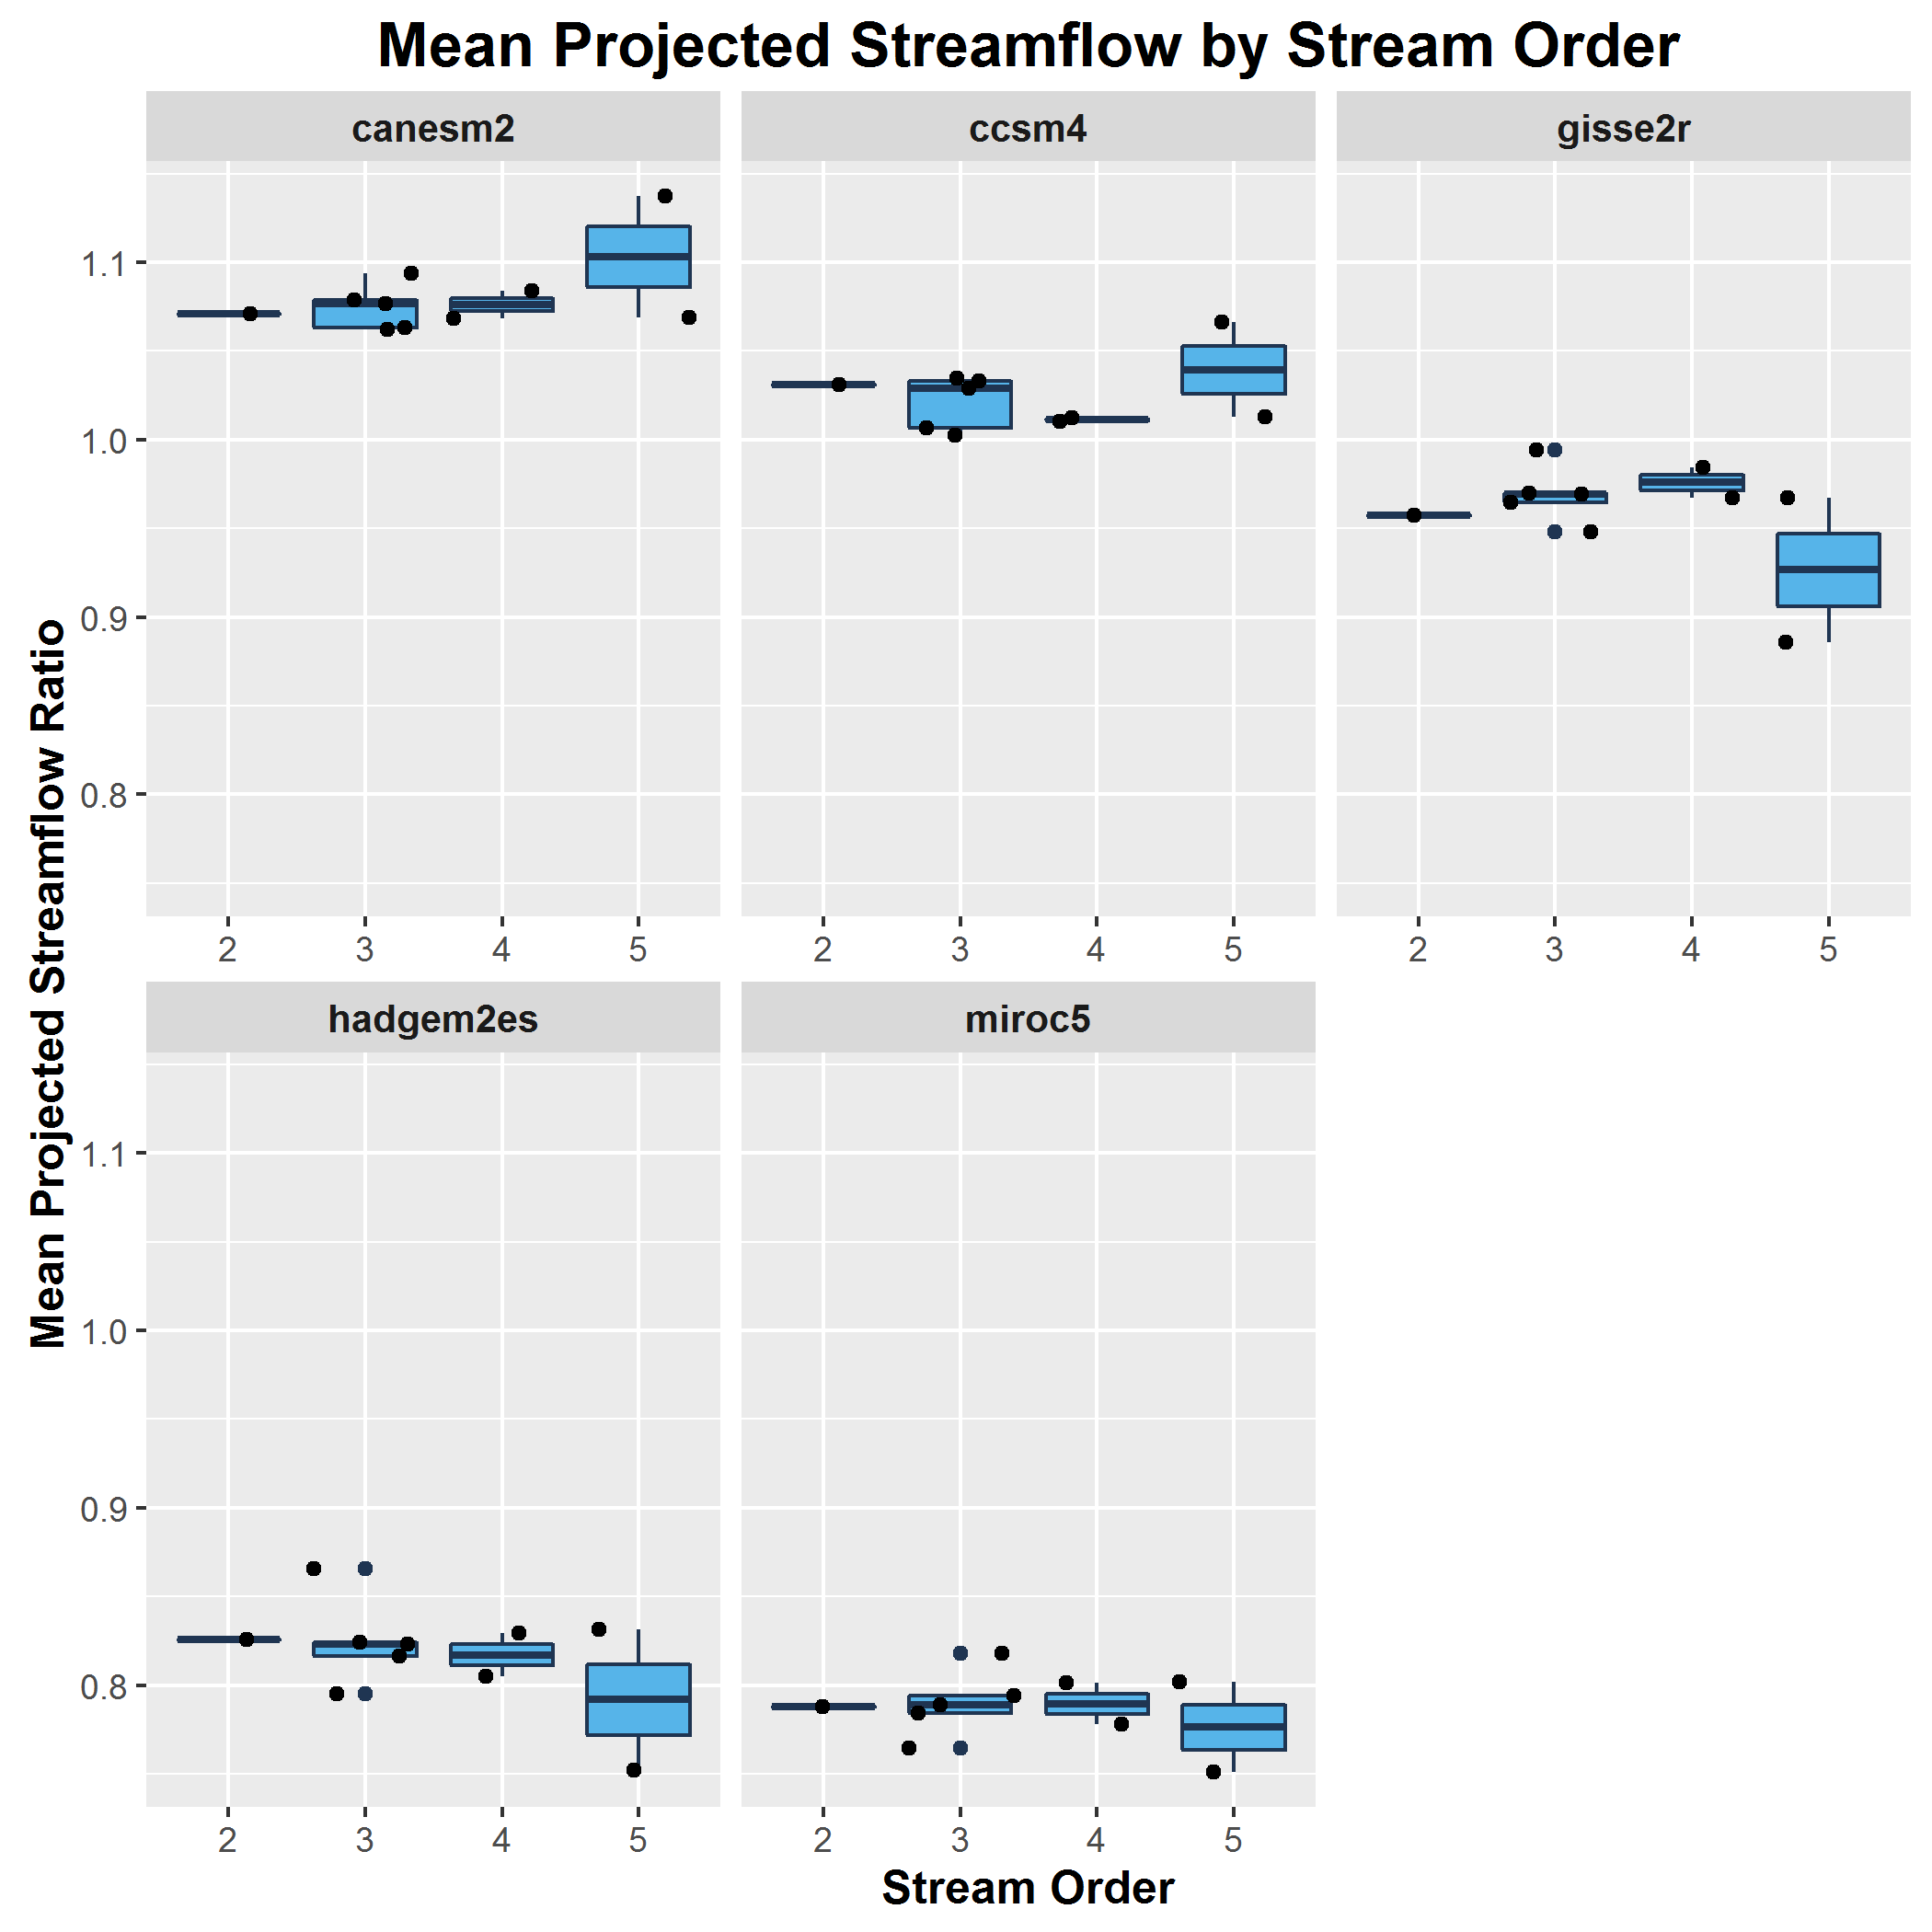 Mean Projected Streamflow by Stream Order
canesm2
ccsm4
gisse2r
1.1
1.0
0.9
0.8
2 3 4 5
2 3 4 5
2 3 4 5
Mean Projected Streamflow Ratio
hadgem2es
miroc5
1.1
1.0
0.9
0.8
2 3 4 5
2 3 4 5
Stream Order